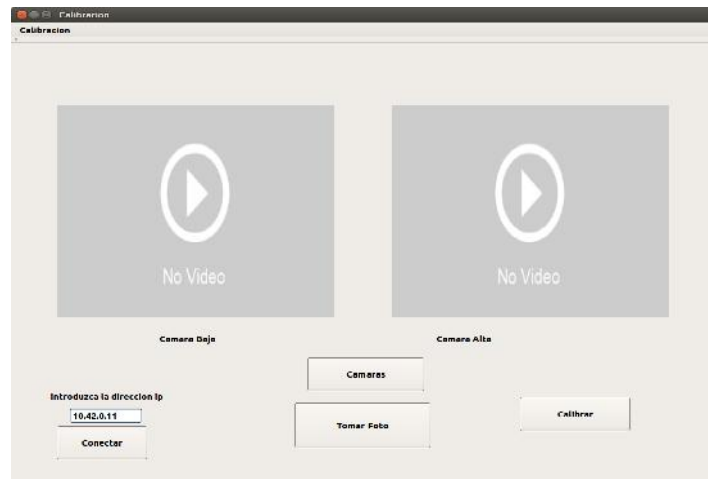 Calibracion
Calibracion
No Video
No Video
Camara Baja
Camara Alta
Camaras
Introduzca la direccion Ip
10.42.0.11
Conectar
Tomar Foto
Calibrar